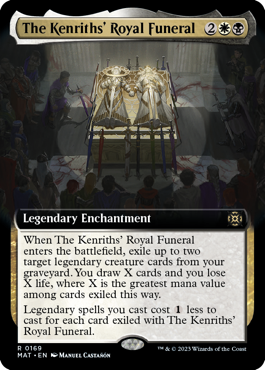 The Kenriths' Royal Funeral 2
Legendary Enchantment
When The Kenriths' Royal Funeral
enters the battlefield, exile up to two
target legendary creature cards from your
graveyard. You draw X cards and you lose
X life, where X is the greatest mana value
among cards exiled this way.
Legendary spells you cast cost 1 less to
cast for each card exiled with The Kenriths'
Royal Funeral.
R 0169
MAT • EN Manuel Castañón
™ & © 2023 Wizards of the Coast